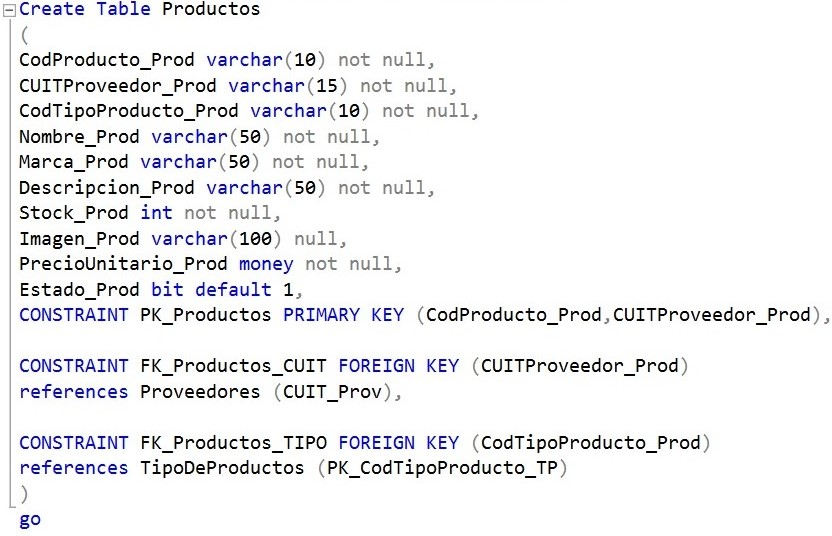 Create Table Productos
(
CodProducto_Prod varchar(10) not null,
CUITProveedor_Prod varchar(15) not null,
CodTipoProducto_Prod varchar(10) not null,
Nombre_Prod varchar(50) not null,
Marca_Prod varchar(50) not null,
Descripcion_Prod varchar(50) not null,
Stock_Prod int not null,
Imagen_Prod varchar(100) null,
PrecioUnitario_Prod money not null,
Estado_Prod bit default 1,
CONSTRAINT PK_Productos PRIMARY KEY (CodProducto_Prod,CUITProveedor_Prod),
CONSTRAINT FK_Productos_CUIT FOREIGN KEY (CUITProveedor_Prod)
references Proveedores (CUIT_Prov),
CONSTRAINT FK_Productos_TIPO FOREIGN KEY (CodTipoProducto_Prod)
references TipoDeProductos (PK_CodTipoProducto_TP)
)
go